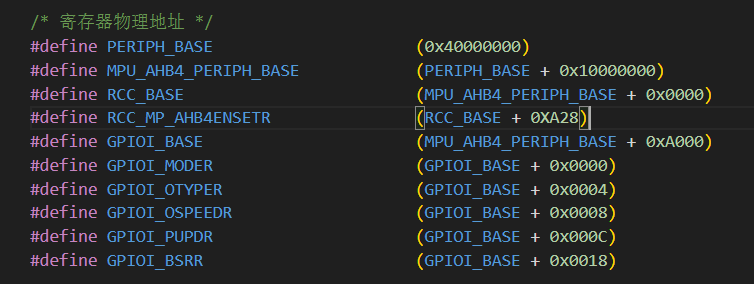 /* 寄存器物理地址 */
#define PERIPH_BASE (0x40000000)
#define MPU_AHB4_PERIPH_BASE (PERIPH_BASE + 0x10000000)
#define RCC_BASE (MPU_AHB4_PERIPH_BASE + 0x0000)
#define RCC_MP_AHB4ENSETR (RCC_BASE + 0XA28)
#define GPIOI_BASE (MPU_AHB4_PERIPH_BASE + 0xA000)
#define GPIOI_MODER (GPIOI_BASE + 0x0000)
#define GPIOI_OTYPER (GPIOI_BASE + 0x0004)
#define GPIOI_OSPEEDR (GPIOI_BASE + 0x0008)
#define GPIOI_PUPDR (GPIOI_BASE + 0x000C)
#define GPIOI_BSRR (GPIOI_BASE + 0x0018)